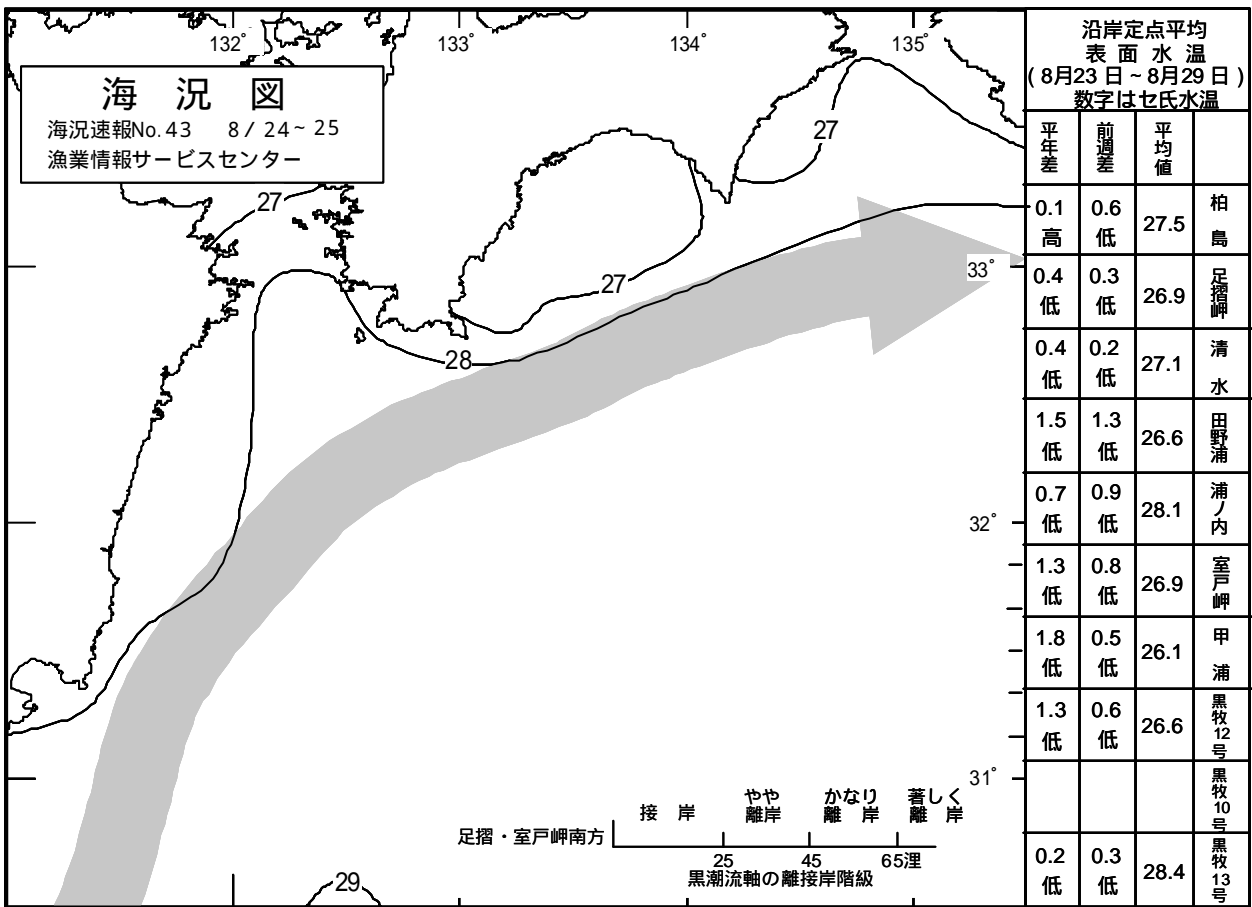 132°
133°
134°
135°
海 況 図
海況速報No.43 8/24~25
漁業情報サービスセンター
27
27
27
28
29
33°
32°
31°
接 岸
やや離岸
かなり離 岸
著しく離 岸
足摺・室戸岬南方
25 45 65浬
黒潮流軸の離接岸階級
沿岸定点平均
表 面 水 温
(8月23日~8月29日)
数字はセ氏水温
平年差 前週差 平均値
0.1高 0.6低 27.5 柏島
0.4低 0.3低 26.9 足摺岬
0.4低 0.2低 27.1 清水
1.5低 1.3低 26.6 田野浦
0.7低 0.9低 28.1 浦ノ内
1.3低 0.8低 26.9 室戸岬
1.8低 0.5低 26.1 甲浦
1.3低 0.6低 26.6 黒牧12号
黒牧10号
0.2低 0.3低 28.4 黒牧13号